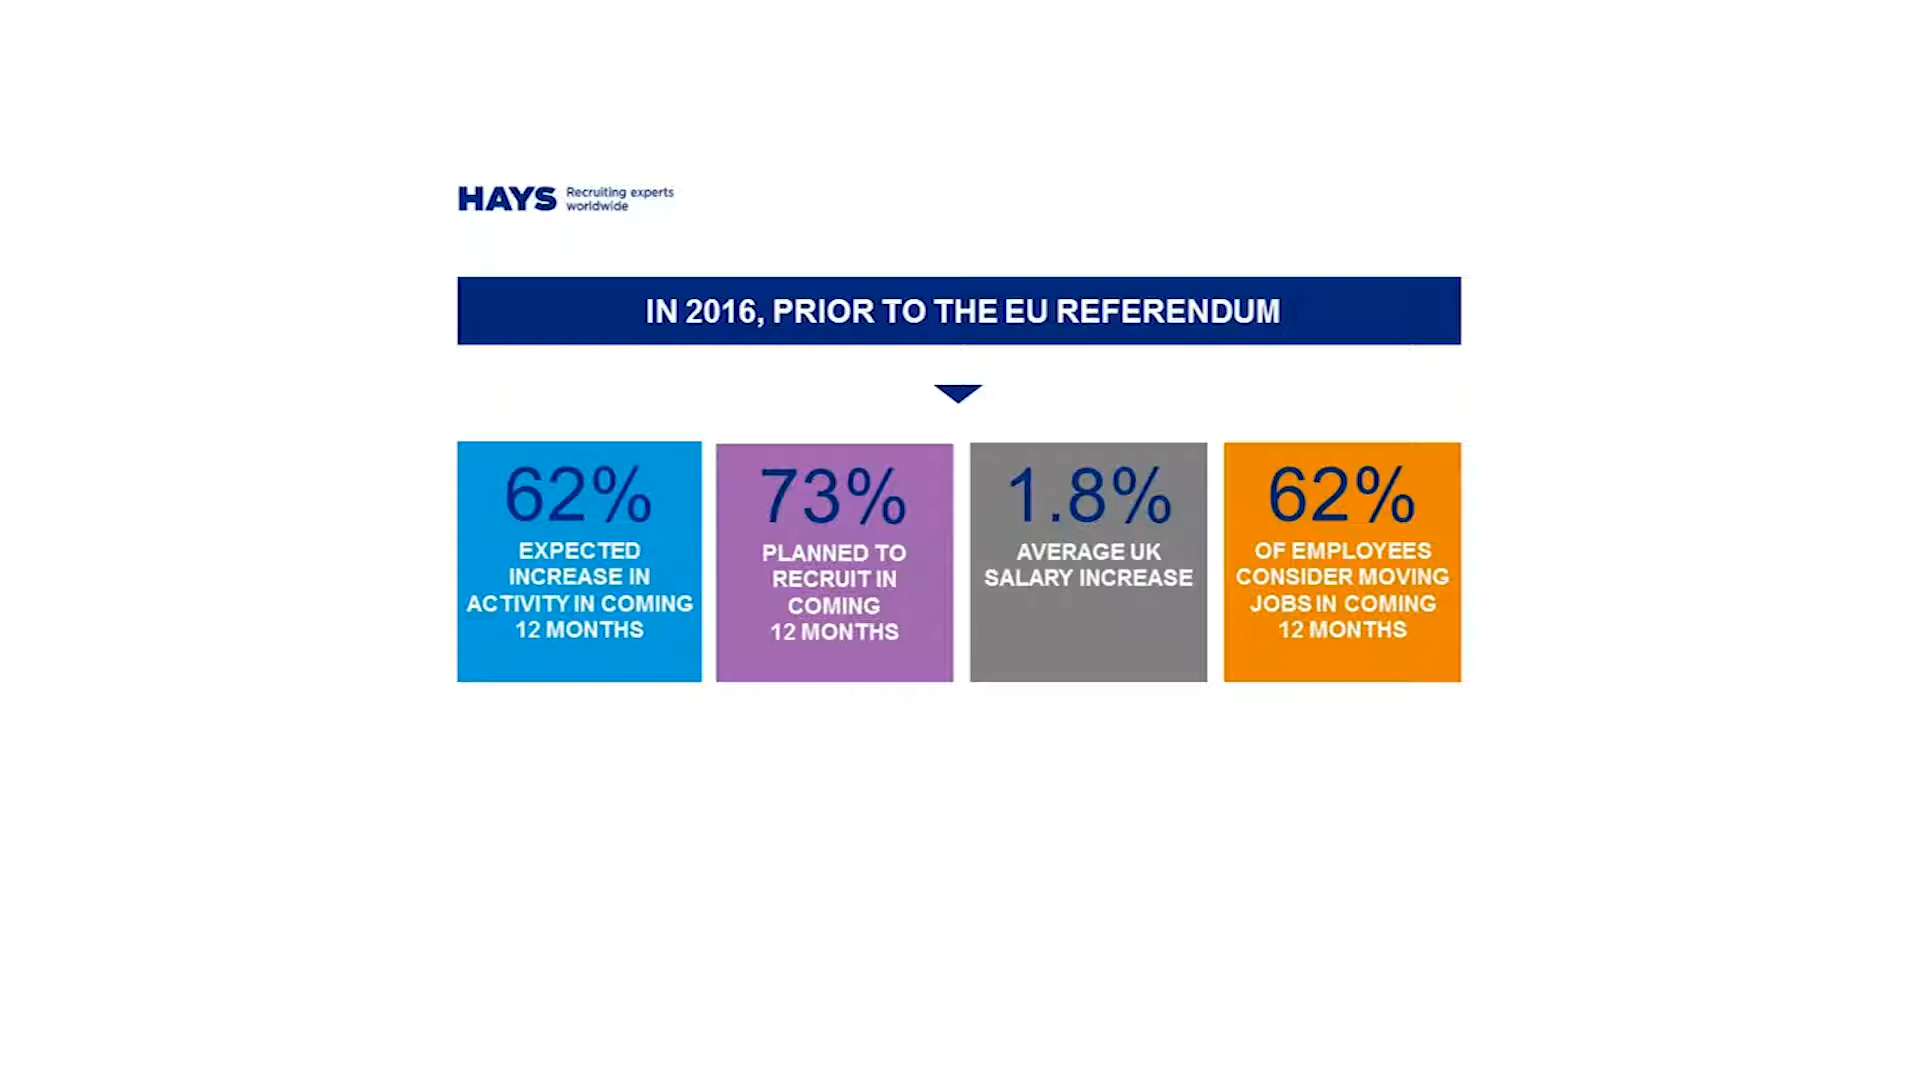 HAYS Recruiting experts
worldwide
IN 2016, PRIOR TO THE EU REFERENDUM
62%
EXPECTED
INCREASE IN
ACTIVITY IN COMING
12 MONTHS
73%
PLANNED TO
RECRUIT IN
COMING
12 MONTHS
1.8%
AVERAGE UK
SALARY INCREASE
62%
OF EMPLOYEES
CONSIDER MOVING
JOBS IN COMING
12 MONTHS